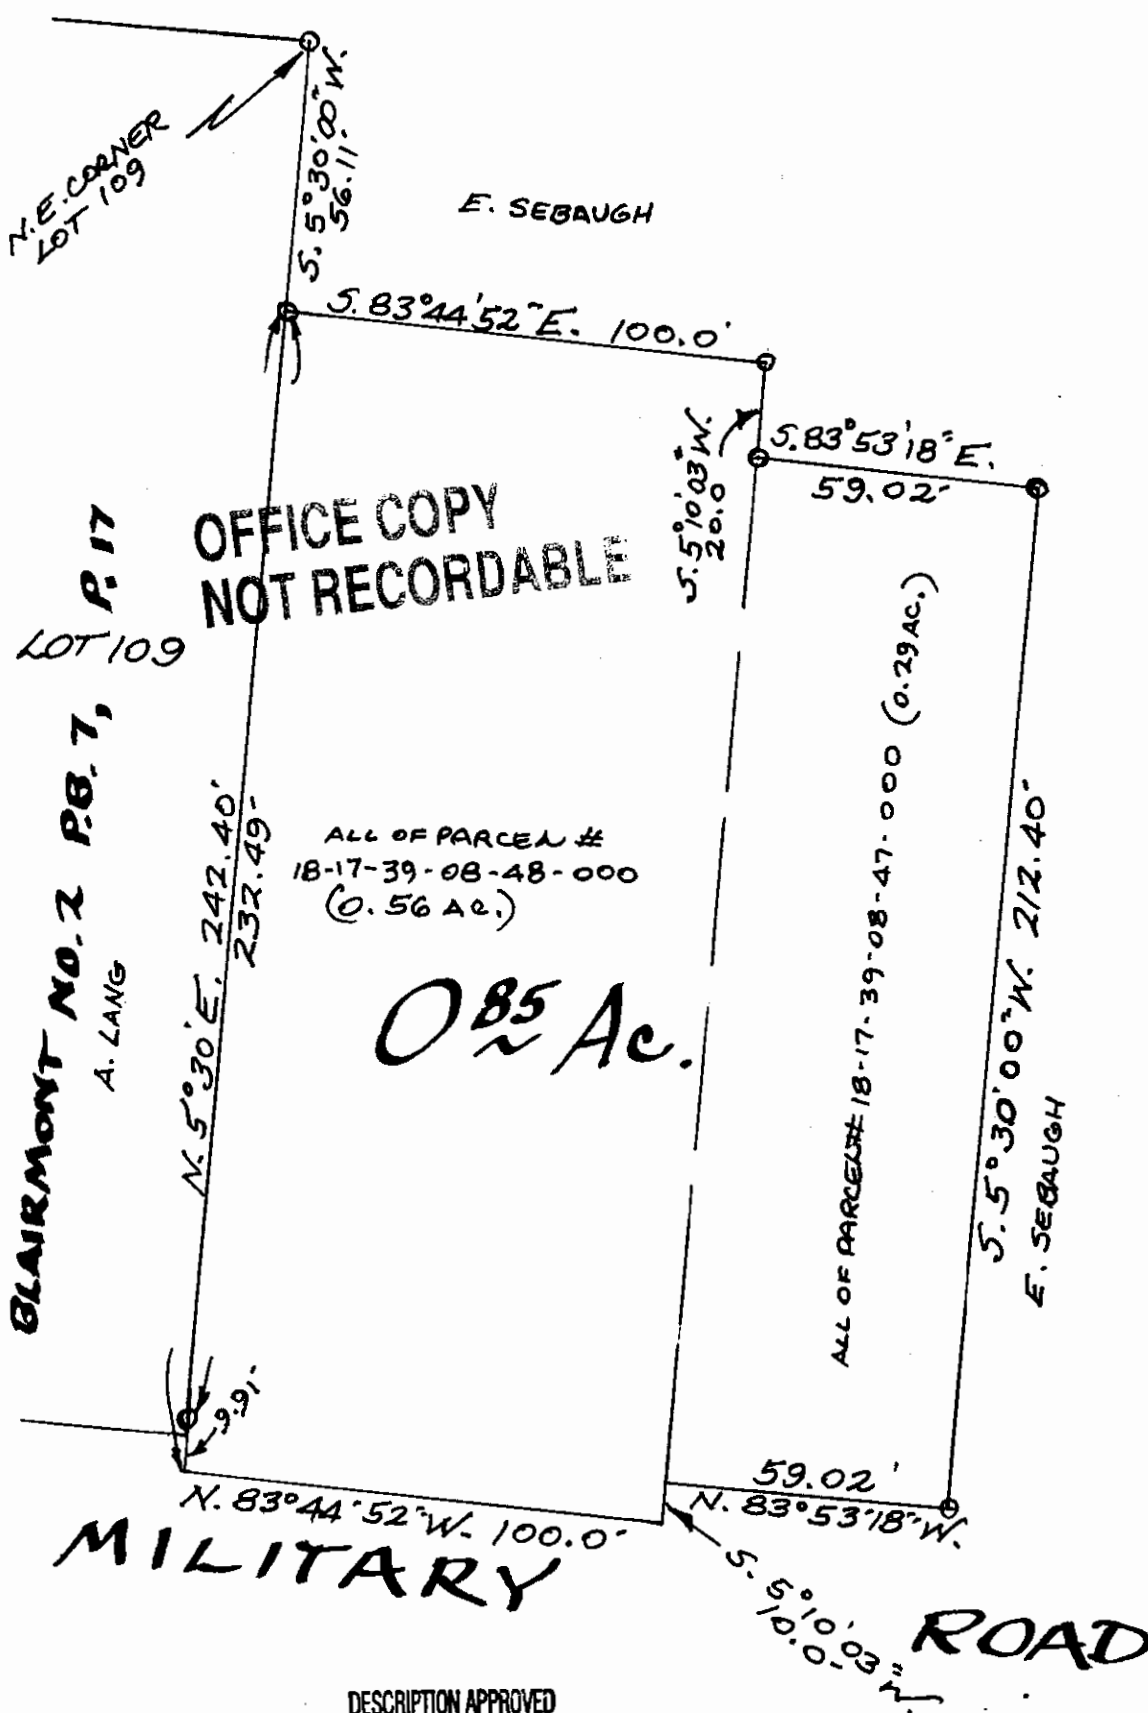 N.E. CORNER
LOT 109
S. 5°30'00" W.
56.11'
E. SEBAUGH
S. 83°44'52" E. 100.0'
S. 5°10'03" W.
20.0
S. 83°53'18" E.
59.02'
OFFICE COPY
NOT RECORDABLE
BLAIRMONT NO. 2 P.B. 7, P. 17
LOT 109
A. LANG
N. 5°30' E. 242.40'
232.49'
ALL OF PARCEL #
18-17-39-08-48-000
(0.56 AC.)
0.85 Ac.
ALL OF PARCEL# 18-17-39-08-47-000 (0.29 AC.)
S. 5°30'00" W. 212.40'
E. SEBAUGH
9.91'
N. 83°44'52" W. 100.0'
59.02'
N. 83°53'18" W.
S. 5°10'03"
10.0'
MILITARY ROAD
DESCRIPTION APPROVED